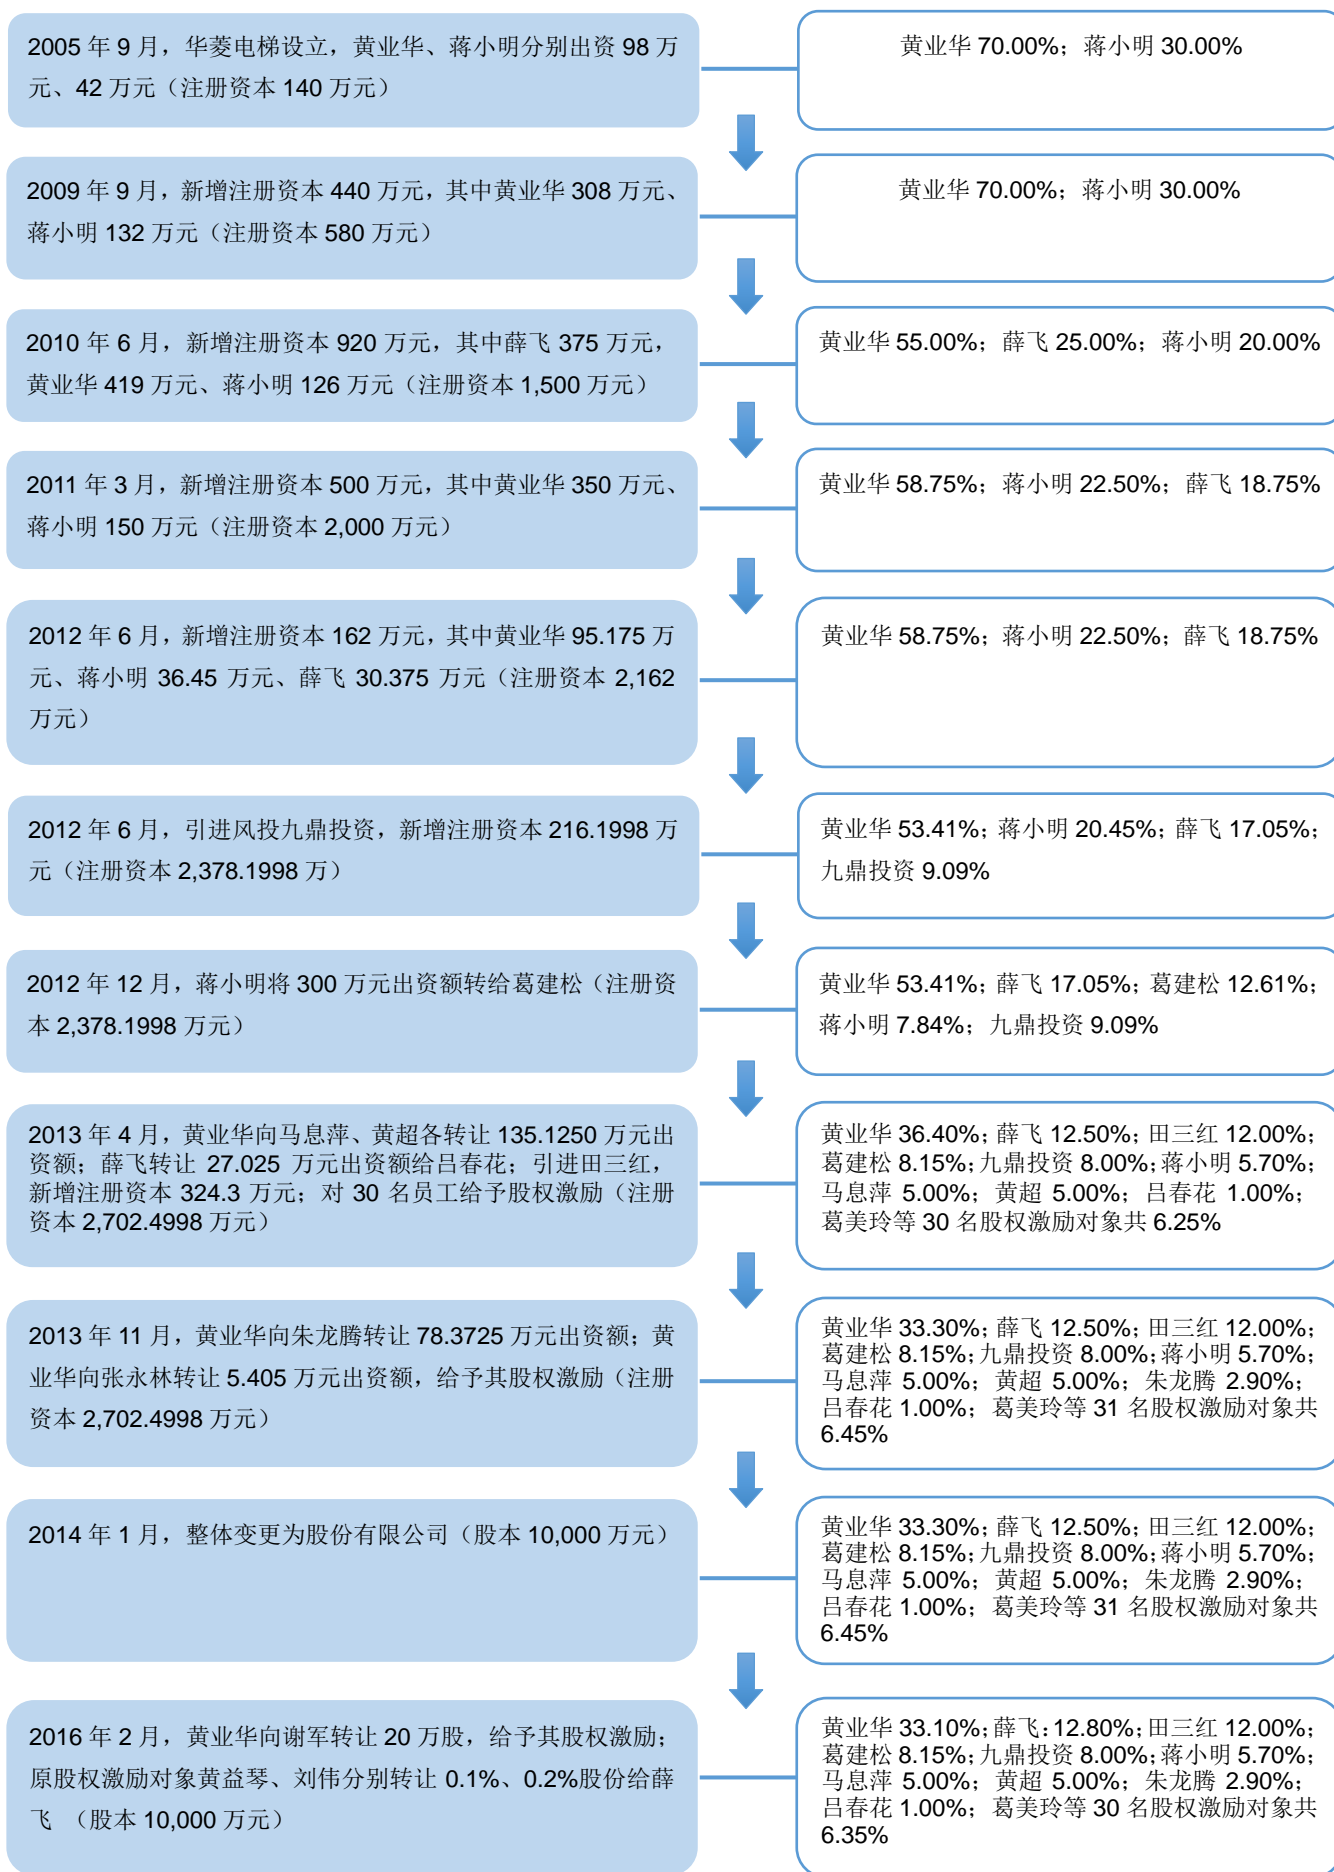 2005 年 9 月，华菱电梯设立，黄业华、蒋小明分别出资 98 万
元、42 万元（注册资本 140 万元）
黄业华 70.00%；蒋小明 30.00%
2009 年 9 月，新增注册资本 440 万元，其中黄业华 308 万元、
蒋小明 132 万元（注册资本 580 万元）
黄业华 70.00%；蒋小明 30.00%
2010 年 6 月，新增注册资本 920 万元，其中薛飞 375 万元，
黄业华 419 万元、蒋小明 126 万元（注册资本 1,500 万元）
黄业华 55.00%；薛飞 25.00%；蒋小明 20.00%
2011 年 3 月，新增注册资本 500 万元，其中黄业华 350 万元、
蒋小明 150 万元（注册资本 2,000 万元）
黄业华 58.75%；蒋小明 22.50%；薛飞 18.75%
2012 年 6 月，新增注册资本 162 万元，其中黄业华 95.175 万
元、蒋小明 36.45 万元、薛飞 30.375 万元（注册资本 2,162
万元）
黄业华 58.75%；蒋小明 22.50%；薛飞 18.75%
2012 年 6 月，引进风投九鼎投资，新增注册资本 216.1998 万
元（注册资本 2,378.1998 万）
黄业华 53.41%；蒋小明 20.45%；薛飞 17.05%；
九鼎投资 9.09%
2012 年 12 月，蒋小明将 300 万元出资额转给葛建松（注册资
本 2,378.1998 万元）
黄业华 53.41%；薛飞 17.05%；葛建松 12.61%；
蒋小明 7.84%；九鼎投资 9.09%
2013 年 4 月，黄业华向马息萍、黄超各转让 135.1250 万元出
资额；薛飞转让 27.025 万元出资额给吕春花；引进田三红，
新增注册资本 324.3 万元；对 30 名员工给予股权激励（注册
资本 2,702.4998 万元）
黄业华 36.40%；薛飞 12.50%；田三红 12.00%；
葛建松 8.15%；九鼎投资 8.00%；蒋小明 5.70%；
马息萍 5.00%；黄超 5.00%；吕春花 1.00%；
葛美玲等 30 名股权激励对象共 6.25%
2013 年 11 月，黄业华向朱龙腾转让 78.3725 万元出资额；黄
业华向张永林转让 5.405 万元出资额，给予其股权激励（注册
资本 2,702.4998 万元）
黄业华 33.30%；薛飞 12.50%；田三红 12.00%；
葛建松 8.15%；九鼎投资 8.00%；蒋小明 5.70%；
马息萍 5.00%；黄超 5.00%；朱龙腾 2.90%；
吕春花 1.00%；葛美玲等 31 名股权激励对象共
6.45%
2014 年 1 月，整体变更为股份有限公司（股本 10,000 万元）
黄业华 33.30%；薛飞 12.50%；田三红 12.00%；
葛建松 8.15%；九鼎投资 8.00%；蒋小明 5.70%；
马息萍 5.00%；黄超 5.00%；朱龙腾 2.90%；
吕春花 1.00%；葛美玲等 31 名股权激励对象共
6.45%
2016 年 2 月，黄业华向谢军转让 20 万股，给予其股权激励；
原股权激励对象黄益琴、刘伟分别转让 0.1%、0.2%股份给薛
飞 （股本 10,000 万元）
黄业华 33.10%；薛飞：12.80%；田三红 12.00%；
葛建松 8.15%；九鼎投资 8.00%；蒋小明 5.70%；
马息萍 5.00%；黄超 5.00%；朱龙腾 2.90%；
吕春花 1.00%；葛美玲等 30 名股权激励对象共
6.35%